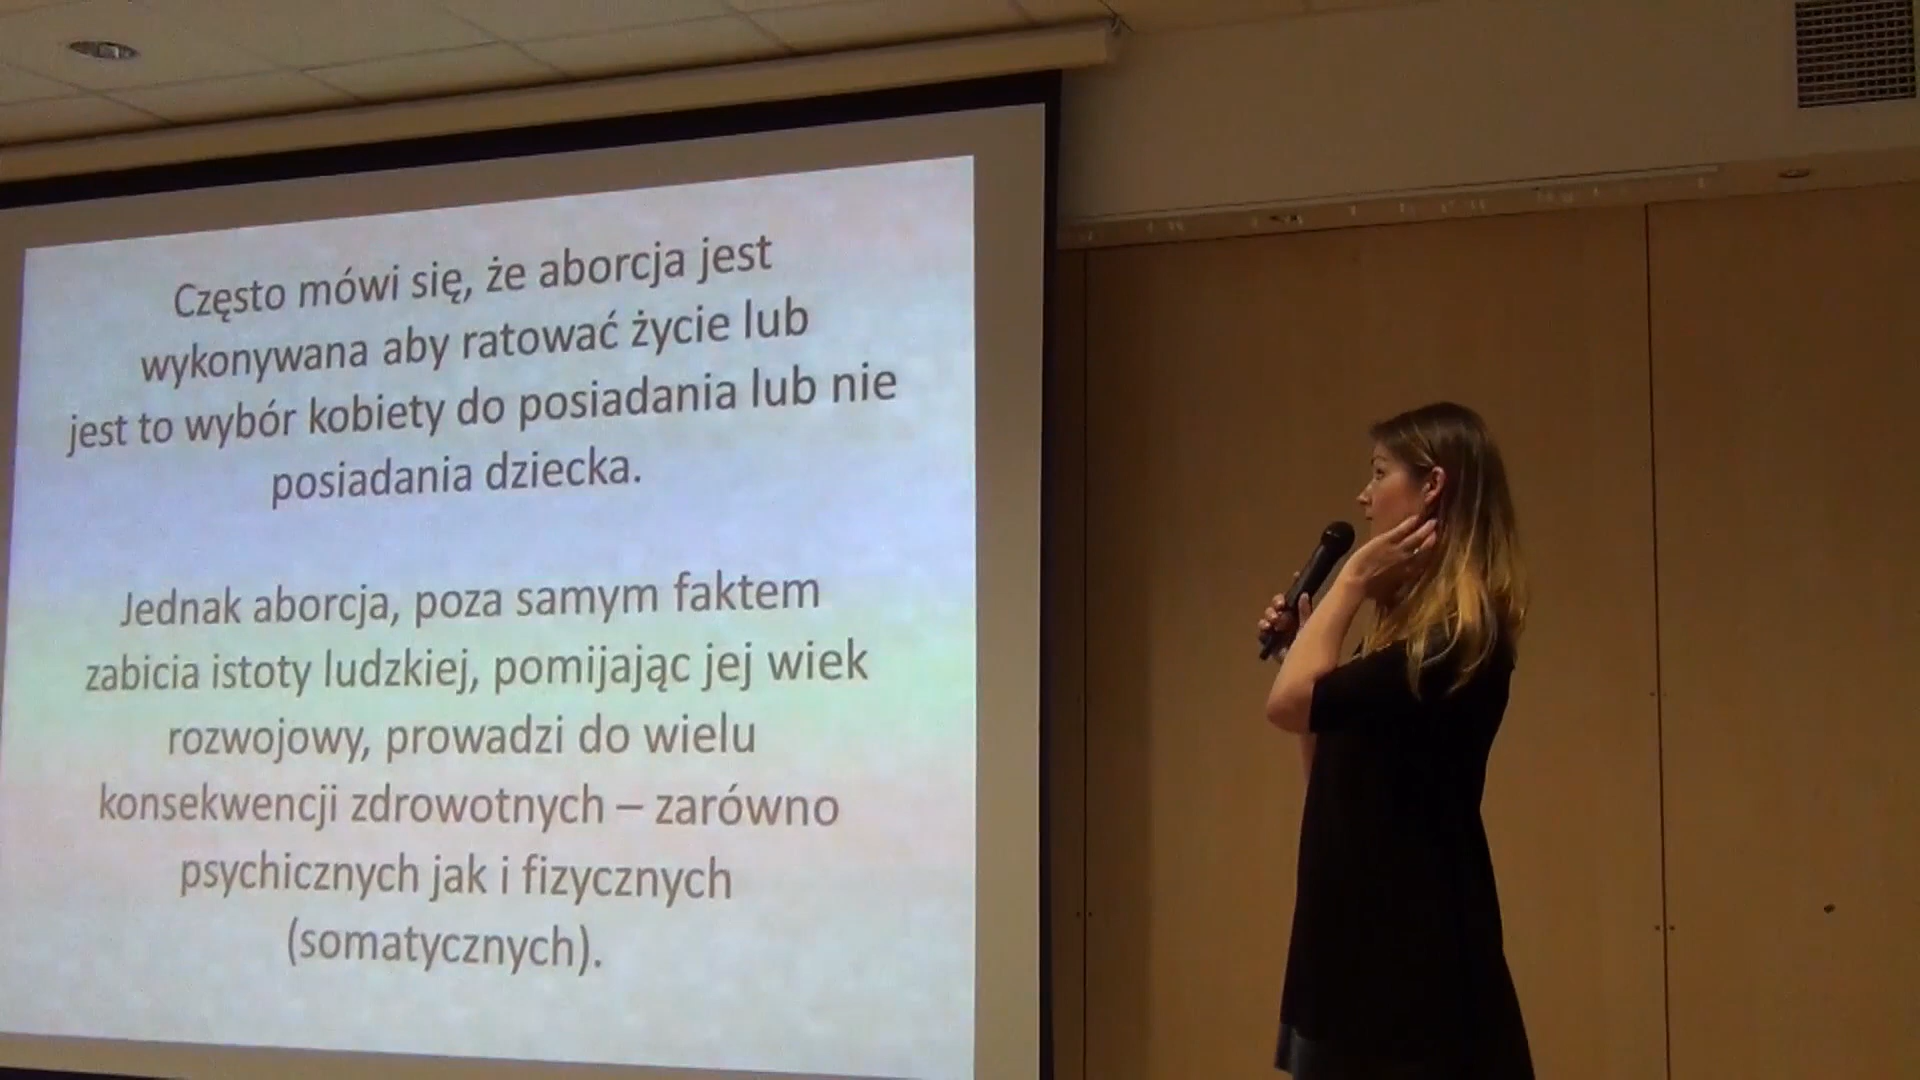 Często mówi się, że aborcja jest
wykonywana aby ratować życie lub
jest to wybór kobiety do posiadania lub nie
posiadania dziecka.
Jednak aborcja, poza samym faktem
zabicia istoty ludzkiej, pomijając jej wiek
rozwojowy, prowadzi do wielu
konsekwencji zdrowotnych – zarówno
psychicznych jak i fizycznych
(somatycznych).